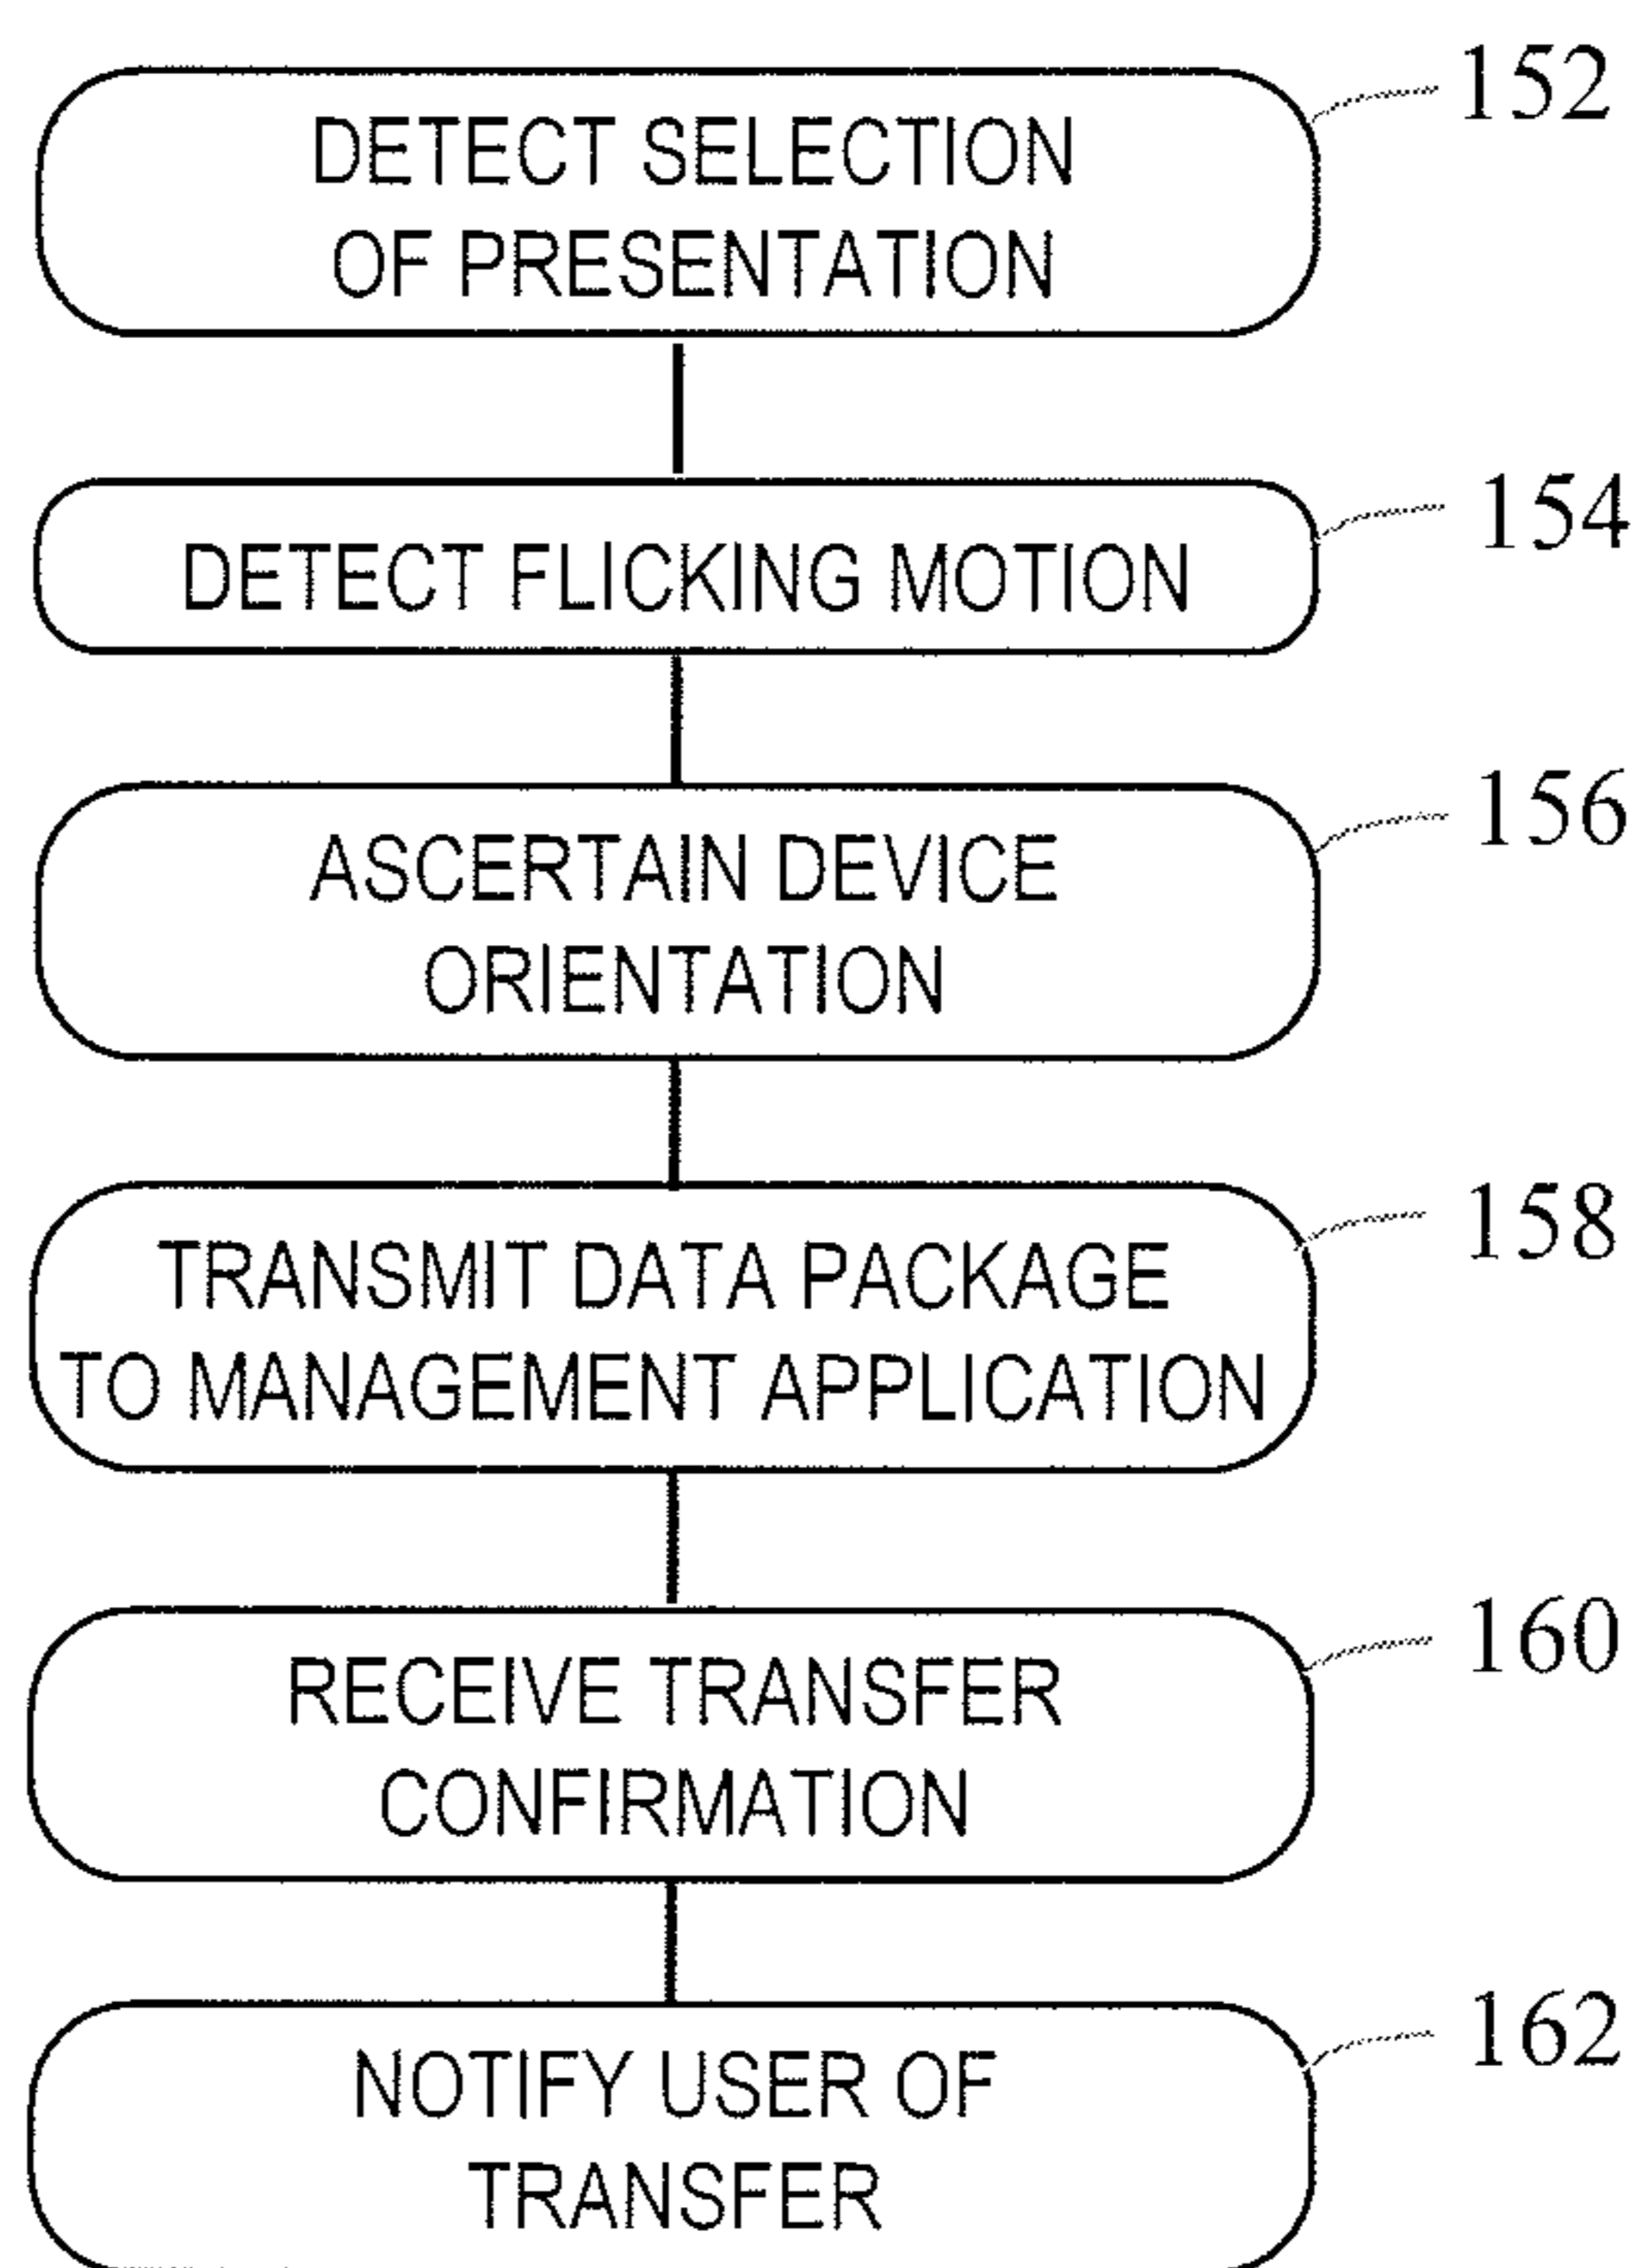 152
DETECT SELECTION
OF PRESENTATION
154
DETECT FLICKING MOTION
156
ASCERTAIN DEVICE
ORIENTATION
158
TRANSMIT DATA PACKAGE
TO MANAGEMENT APPLICATION
160
RECEIVE TRANSFER
CONFIRMATION
162
NOTIFY USER OF
TRANSFER